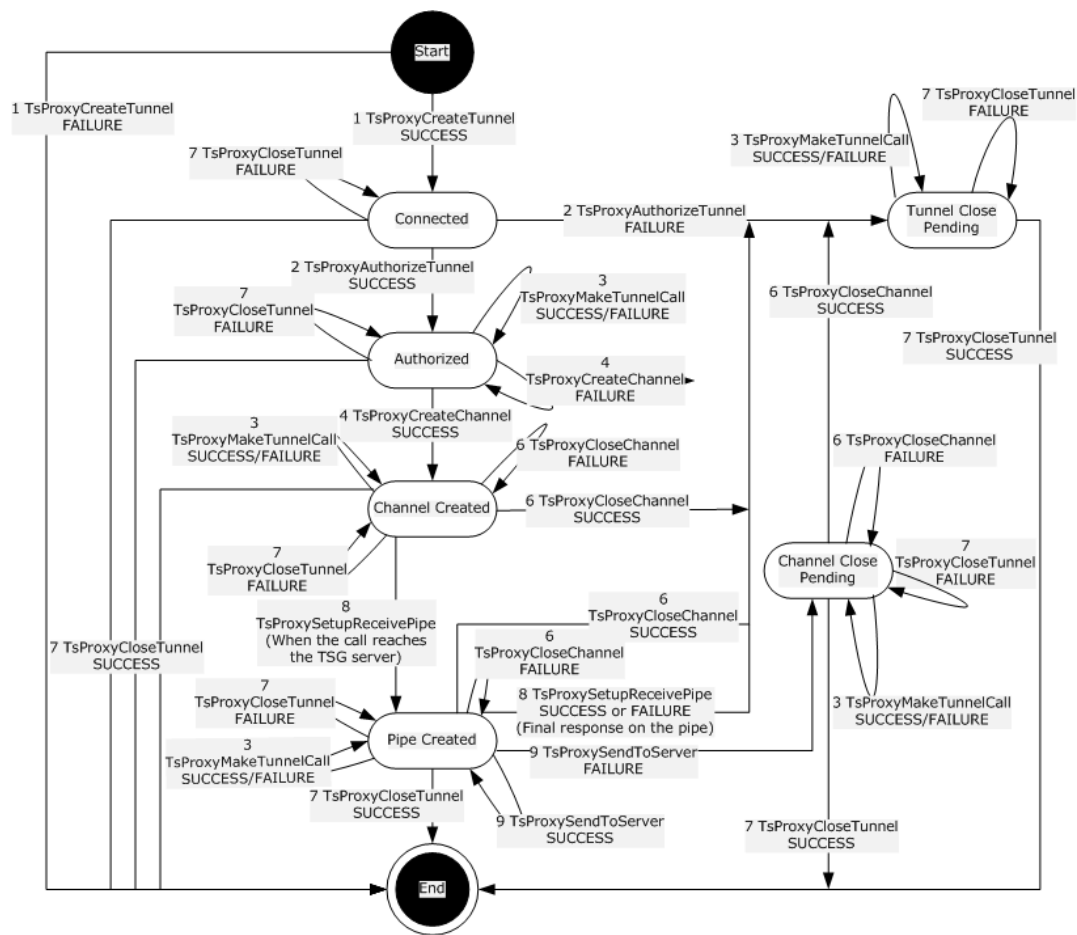 Start
1 TsProxyCreateTunnel
FAILURE
1 TsProxyCreateTunnel
SUCCESS
7 TsProxyCloseTunnel
FAILURE
3 TsProxyMakeTunnelCall
SUCCESS/FAILURE
7 TsProxyCloseTunnel
FAILURE
Connected
2 TsProxyAuthorizeTunnel
FAILURE
Tunnel Close
Pending
2 TsProxyAuthorizeTunnel
SUCCESS
7
TsProxyCloseTunnel
FAILURE
3
TsProxyMakeTunnelCall
SUCCESS/FAILURE
6 TsProxyCloseChannel
SUCCESS
7 TsProxyCloseTunnel
SUCCESS
Authorized
4
TsProxyCreateChannel
FAILURE
4 TsProxyCreateChannel
SUCCESS
3
TsProxyMakeTunnelCall
SUCCESS/FAILURE
6 TsProxyCloseChannel
FAILURE
6 TsProxyCloseChannel
FAILURE
Channel Created
6 TsProxyCloseChannel
SUCCESS
7
TsProxyCloseTunnel
FAILURE
Channel Close
Pending
7
TsProxyCloseTunnel
FAILURE
8
TsProxySetupReceivePipe
(When the call reaches
the TSG server)
6
TsProxyCloseChannel
SUCCESS
7 TsProxyCloseTunnel
SUCCESS
6
TsProxyCloseChannel
FAILURE
7
TsProxyCloseTunnel
FAILURE
8 TsProxySetupReceivePipe
SUCCESS or FAILURE
(Final response on the pipe)
3 TsProxyMakeTunnelCall
SUCCESS/FAILURE
Pipe Created
3
TsProxyMakeTunnelCall
SUCCESS/FAILURE
9 TsProxySendToServer
FAILURE
7 TsProxyCloseTunnel
SUCCESS
9 TsProxySendToServer
SUCCESS
7 TsProxyCloseTunnel
SUCCESS
End